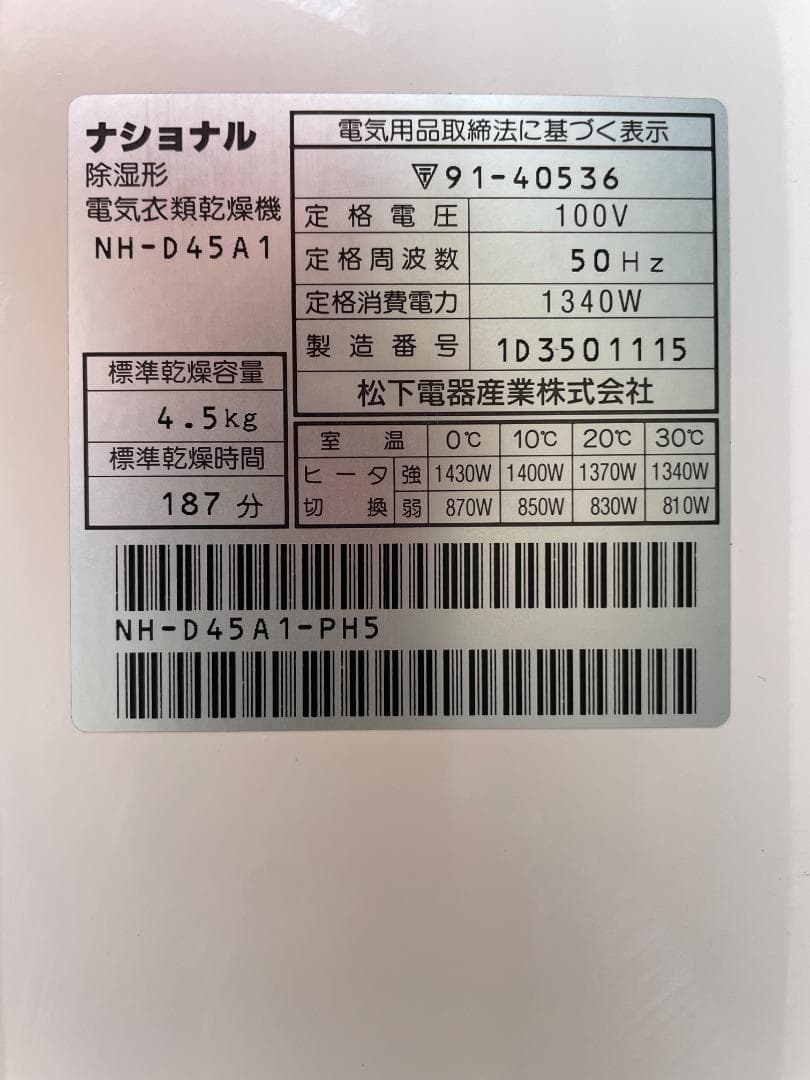 ナショナル
除湿形
電気衣類乾燥機
NH-D45A1
標準乾燥容量
4.5kg
標準乾燥時間
187 分
電気用品取締法に基づく表示
91-40536
定格電圧 100V
定格周波数 50Hz
定格消費電力 1340W
製造番号 1D3501115
松下電器産業株式会社
室温 0℃ 10℃ 20℃ 30℃
ヒータ 強 1430W 1400W 1370W 1340W
切換 弱 870W 850W 830W 810W
NH-D45A1-PH5